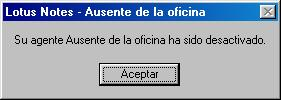 Lotus Notes - Ausente de la oficina
Su agente Ausente de la oficina ha sido desactivado.
Aceptar